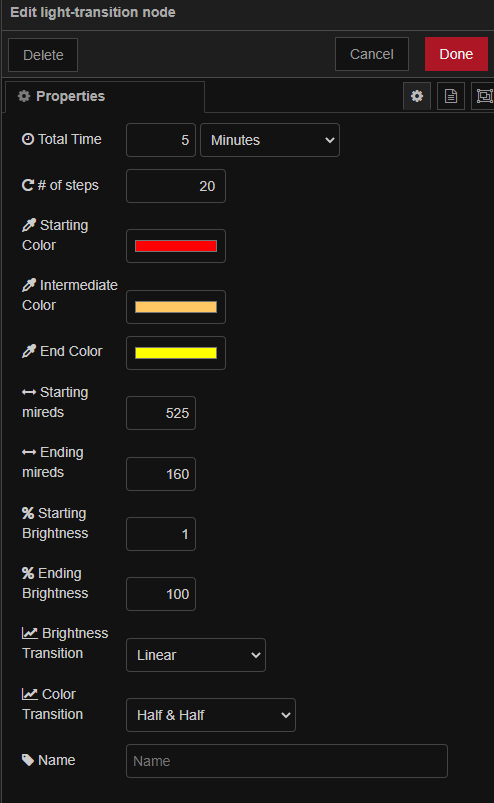 Edit light-transition node
Delete
Cancel
Done
Properties
Total Time
5
Minutes
# of steps
20
Starting
Color
Intermediate
Color
End Color
Starting
mireds
525
Ending
mireds
160
Starting
Brightness
1
Ending
Brightness
100
Brightness
Transition
Linear
Color
Transition
Half & Half
Name
Name